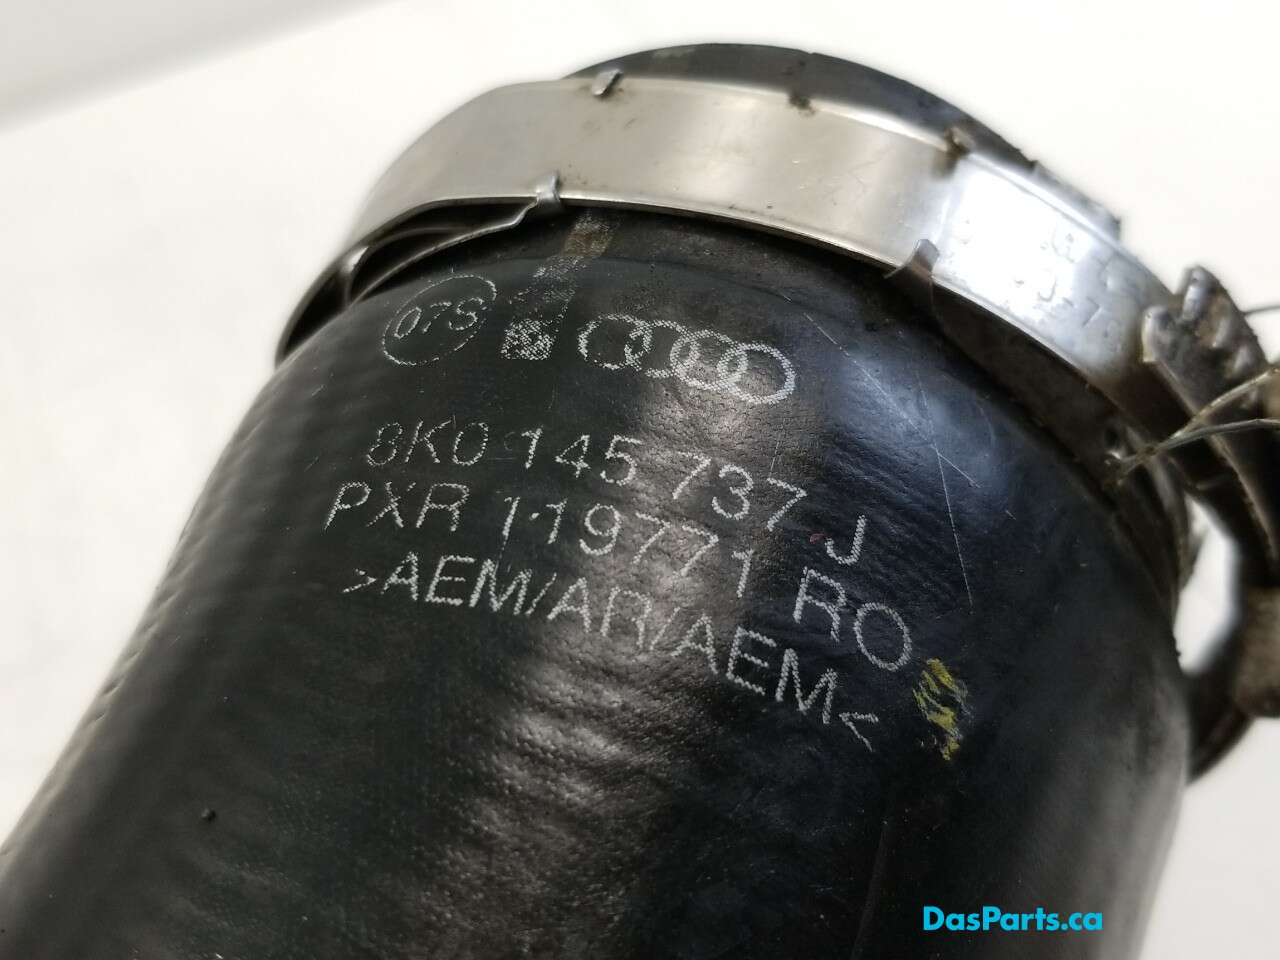 07S
8K0 145 737 J
PXR 119771 RO
>AEM/AR/AEM<
DasParts.ca